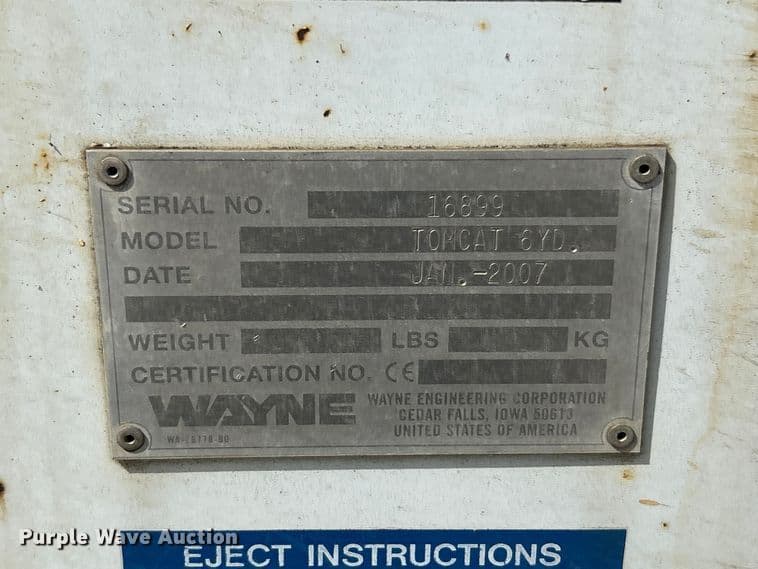 SERIAL NO. 16899
MODEL TOMCAT 6YD.
DATE JAN.-2007
WEIGHT LBS KG
CERTIFICATION NO. CE
WAYNE
WAYNE ENGINEERING CORPORATION
CEDAR FALLS, IOWA 50613
UNITED STATES OF AMERICA
Purple Wave Auction
EJECT INSTRUCTIONS